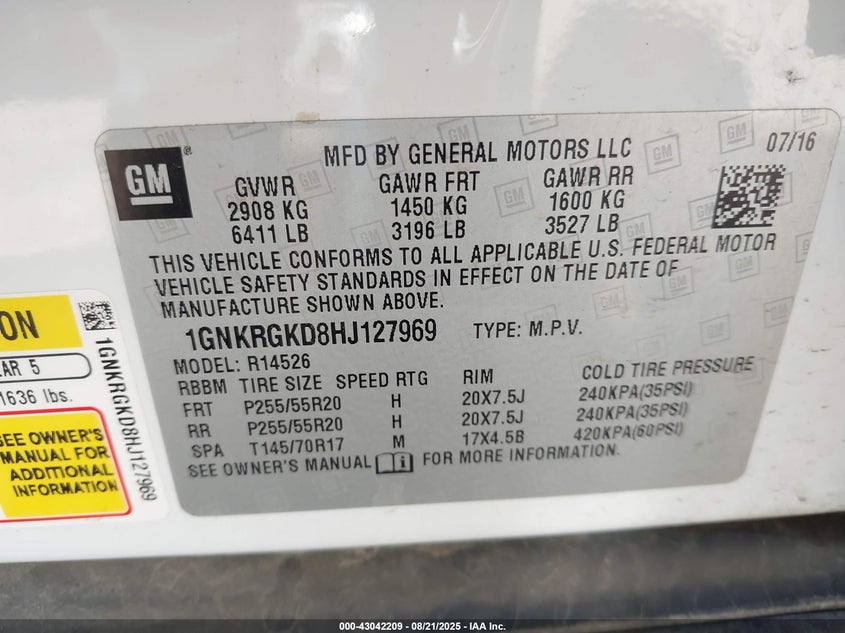 GM
®
MFD BY GENERAL MOTORS LLC
07/16
GVWR GAWR FRT GAWR RR
2908 KG 1450 KG 1600 KG
6411 LB 3196 LB 3527 LB
THIS VEHICLE CONFORMS TO ALL APPLICABLE U.S. FEDERAL MOTOR
VEHICLE SAFETY STANDARDS IN EFFECT ON THE DATE OF
MANUFACTURE SHOWN ABOVE.
1GNKRGKD8HJ127969 TYPE: M.P.V.
MODEL: R14526
RBBM TIRE SIZE SPEED RTG RIM COLD TIRE PRESSURE
FRT P255/55R20 H 20X7.5J 240KPA(35PSI)
RR P255/55R20 H 20X7.5J 240KPA(35PSI)
SPA T145/70R17 M 17X4.5B 420KPA(60PSI)
SEE OWNER'S MANUAL FOR MORE INFORMATION.
ON
EAR 5
1636 lbs.
SEE OWNER'S
MANUAL FOR
ADDITIONAL
INFORMATION
1GNKRGKD8HJ127969
000-43042209 - 08/21/2025 - IAA Inc.